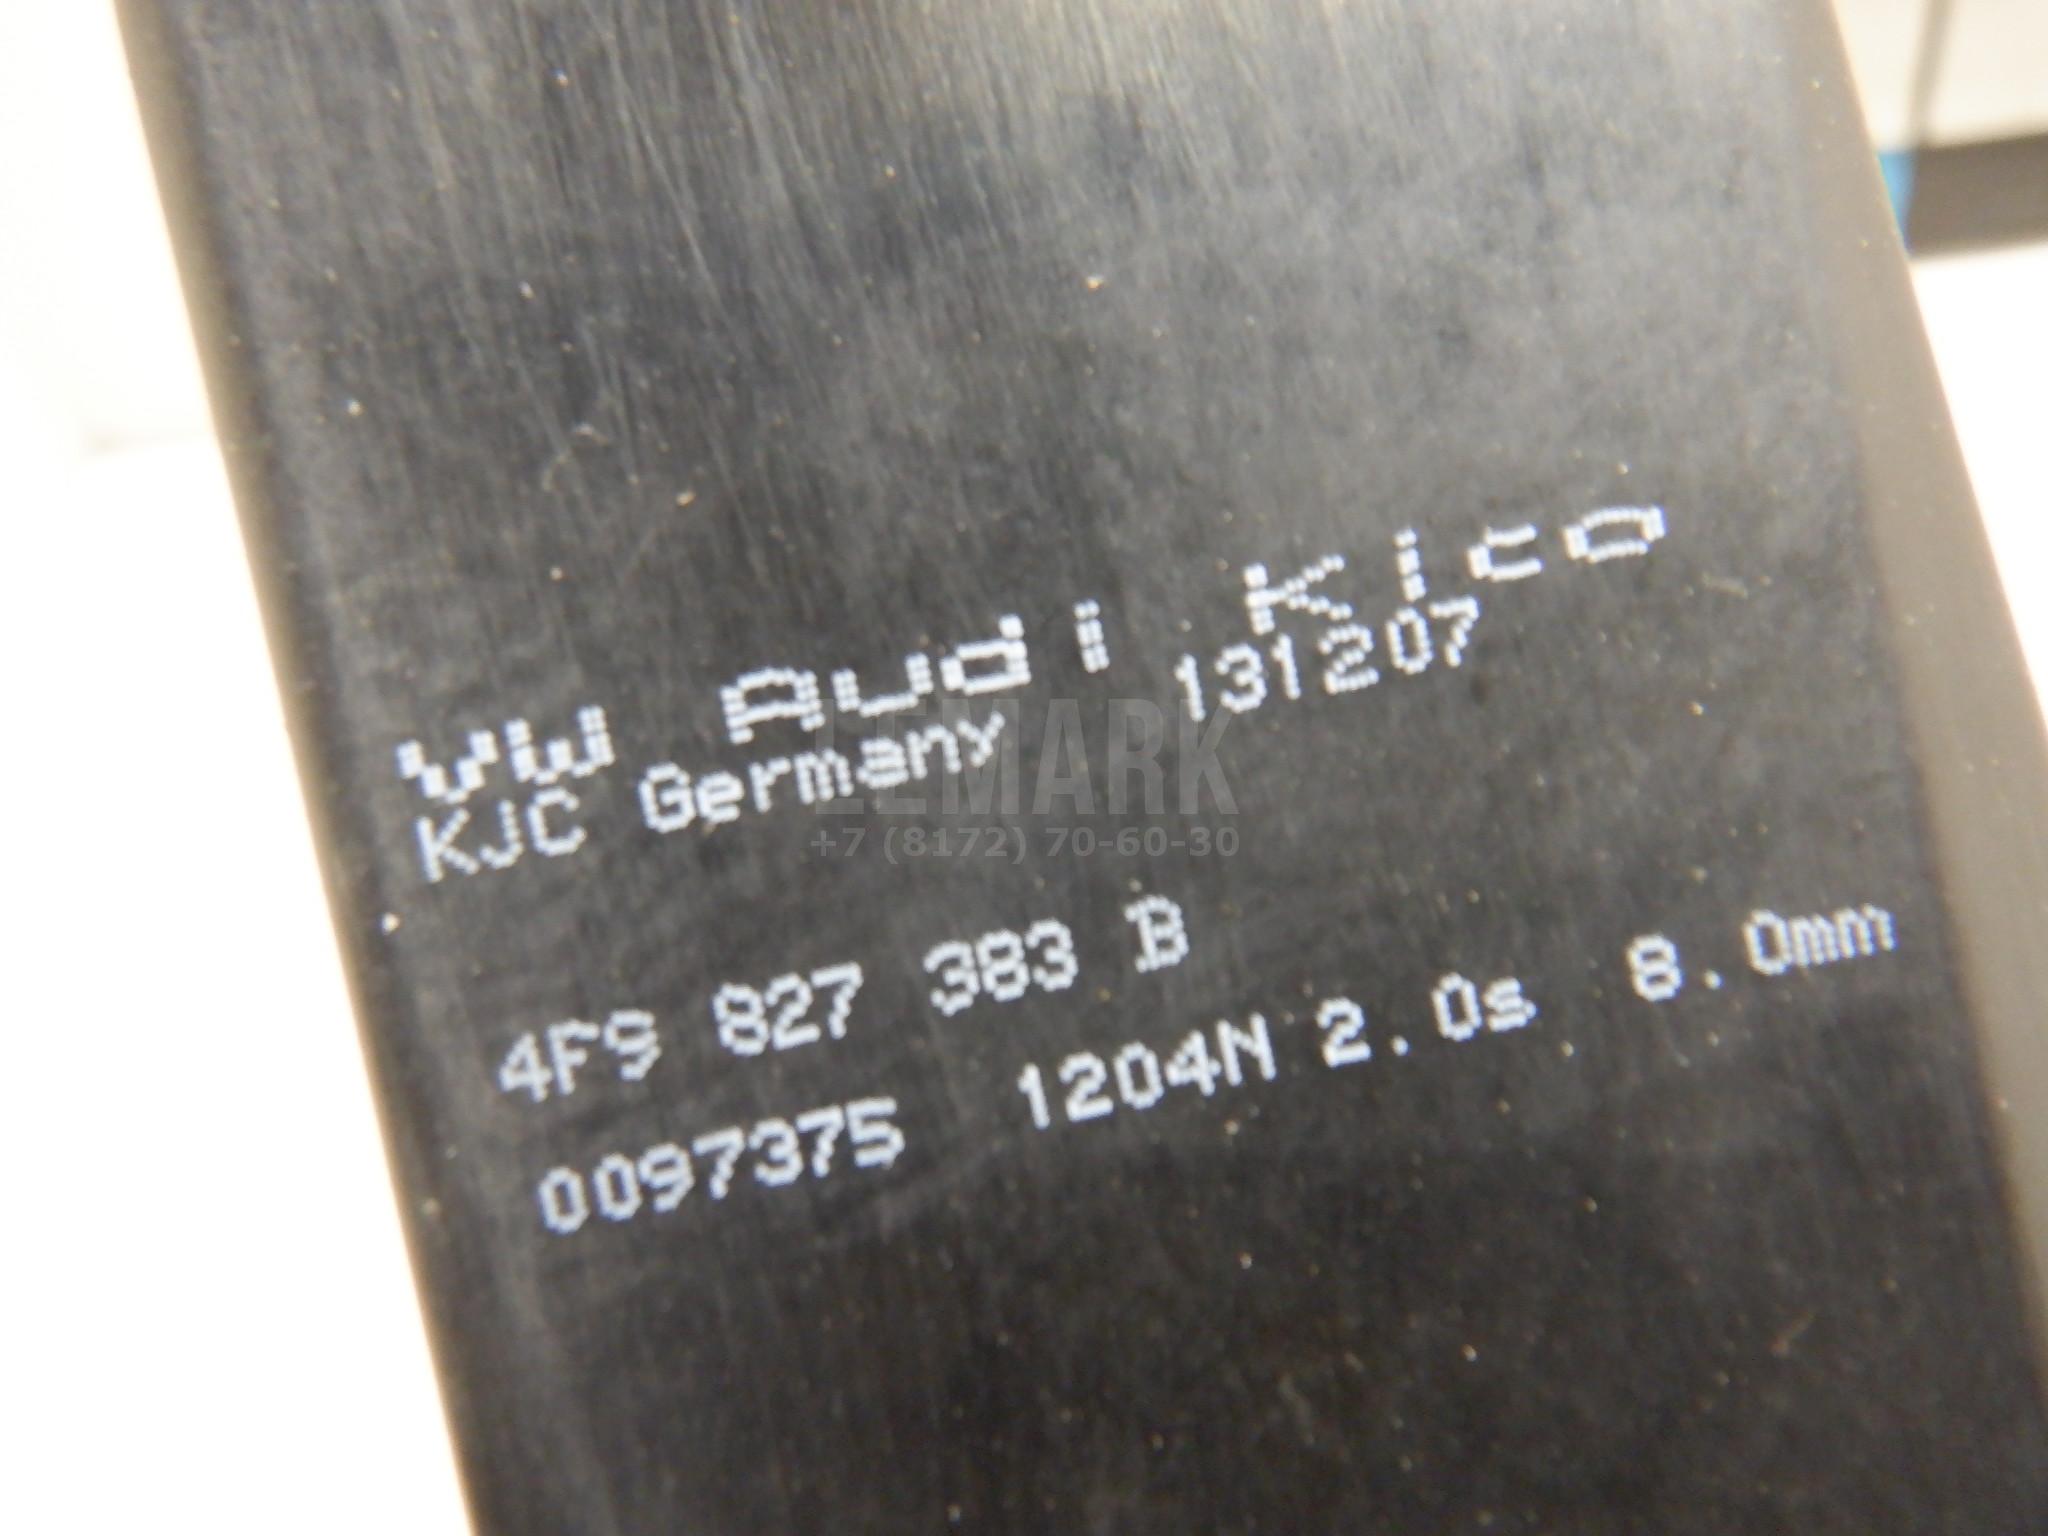 VW Audi Kico
KJC Germany 131207
LEMARK
+7 (8172) 70-60-30
4F9 827 383 B
0097375 1204N 2.0s 8.0mm